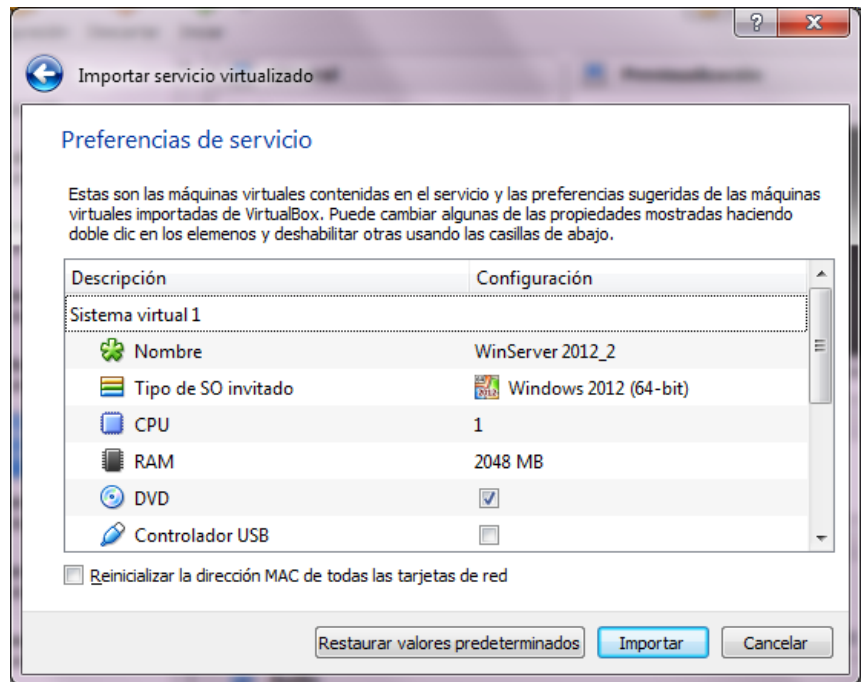 Importar servicio virtualizado
Preferencias de servicio
Estas son las máquinas virtuales contenidas en el servicio y las preferencias sugeridas de las máquinas
virtuales importadas de VirtualBox. Puede cambiar algunas de las propiedades mostradas haciendo
doble clic en los elemenos y deshabilitar otras usando las casillas de abajo.
Descripción Configuración
Sistema virtual 1
Nombre WinServer 2012_2
Tipo de SO invitado Windows 2012 (64-bit)
CPU 1
RAM 2048 MB
DVD
Controlador USB
Reinicializar la dirección MAC de todas las tarjetas de red
Restaurar valores predeterminados Importar Cancelar